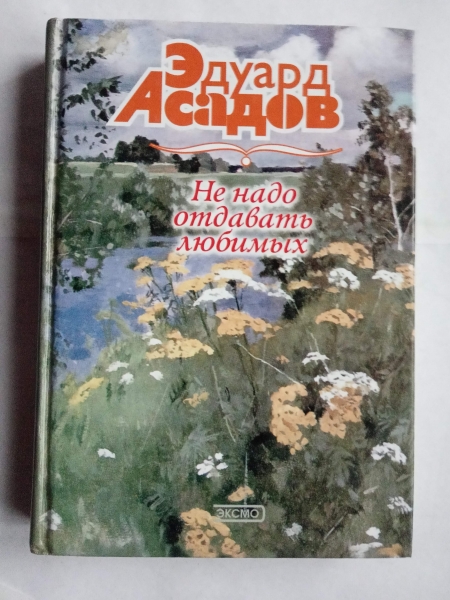 Эдуард
Асадов
Не надо
отдавать
любимых
ЭКСМО